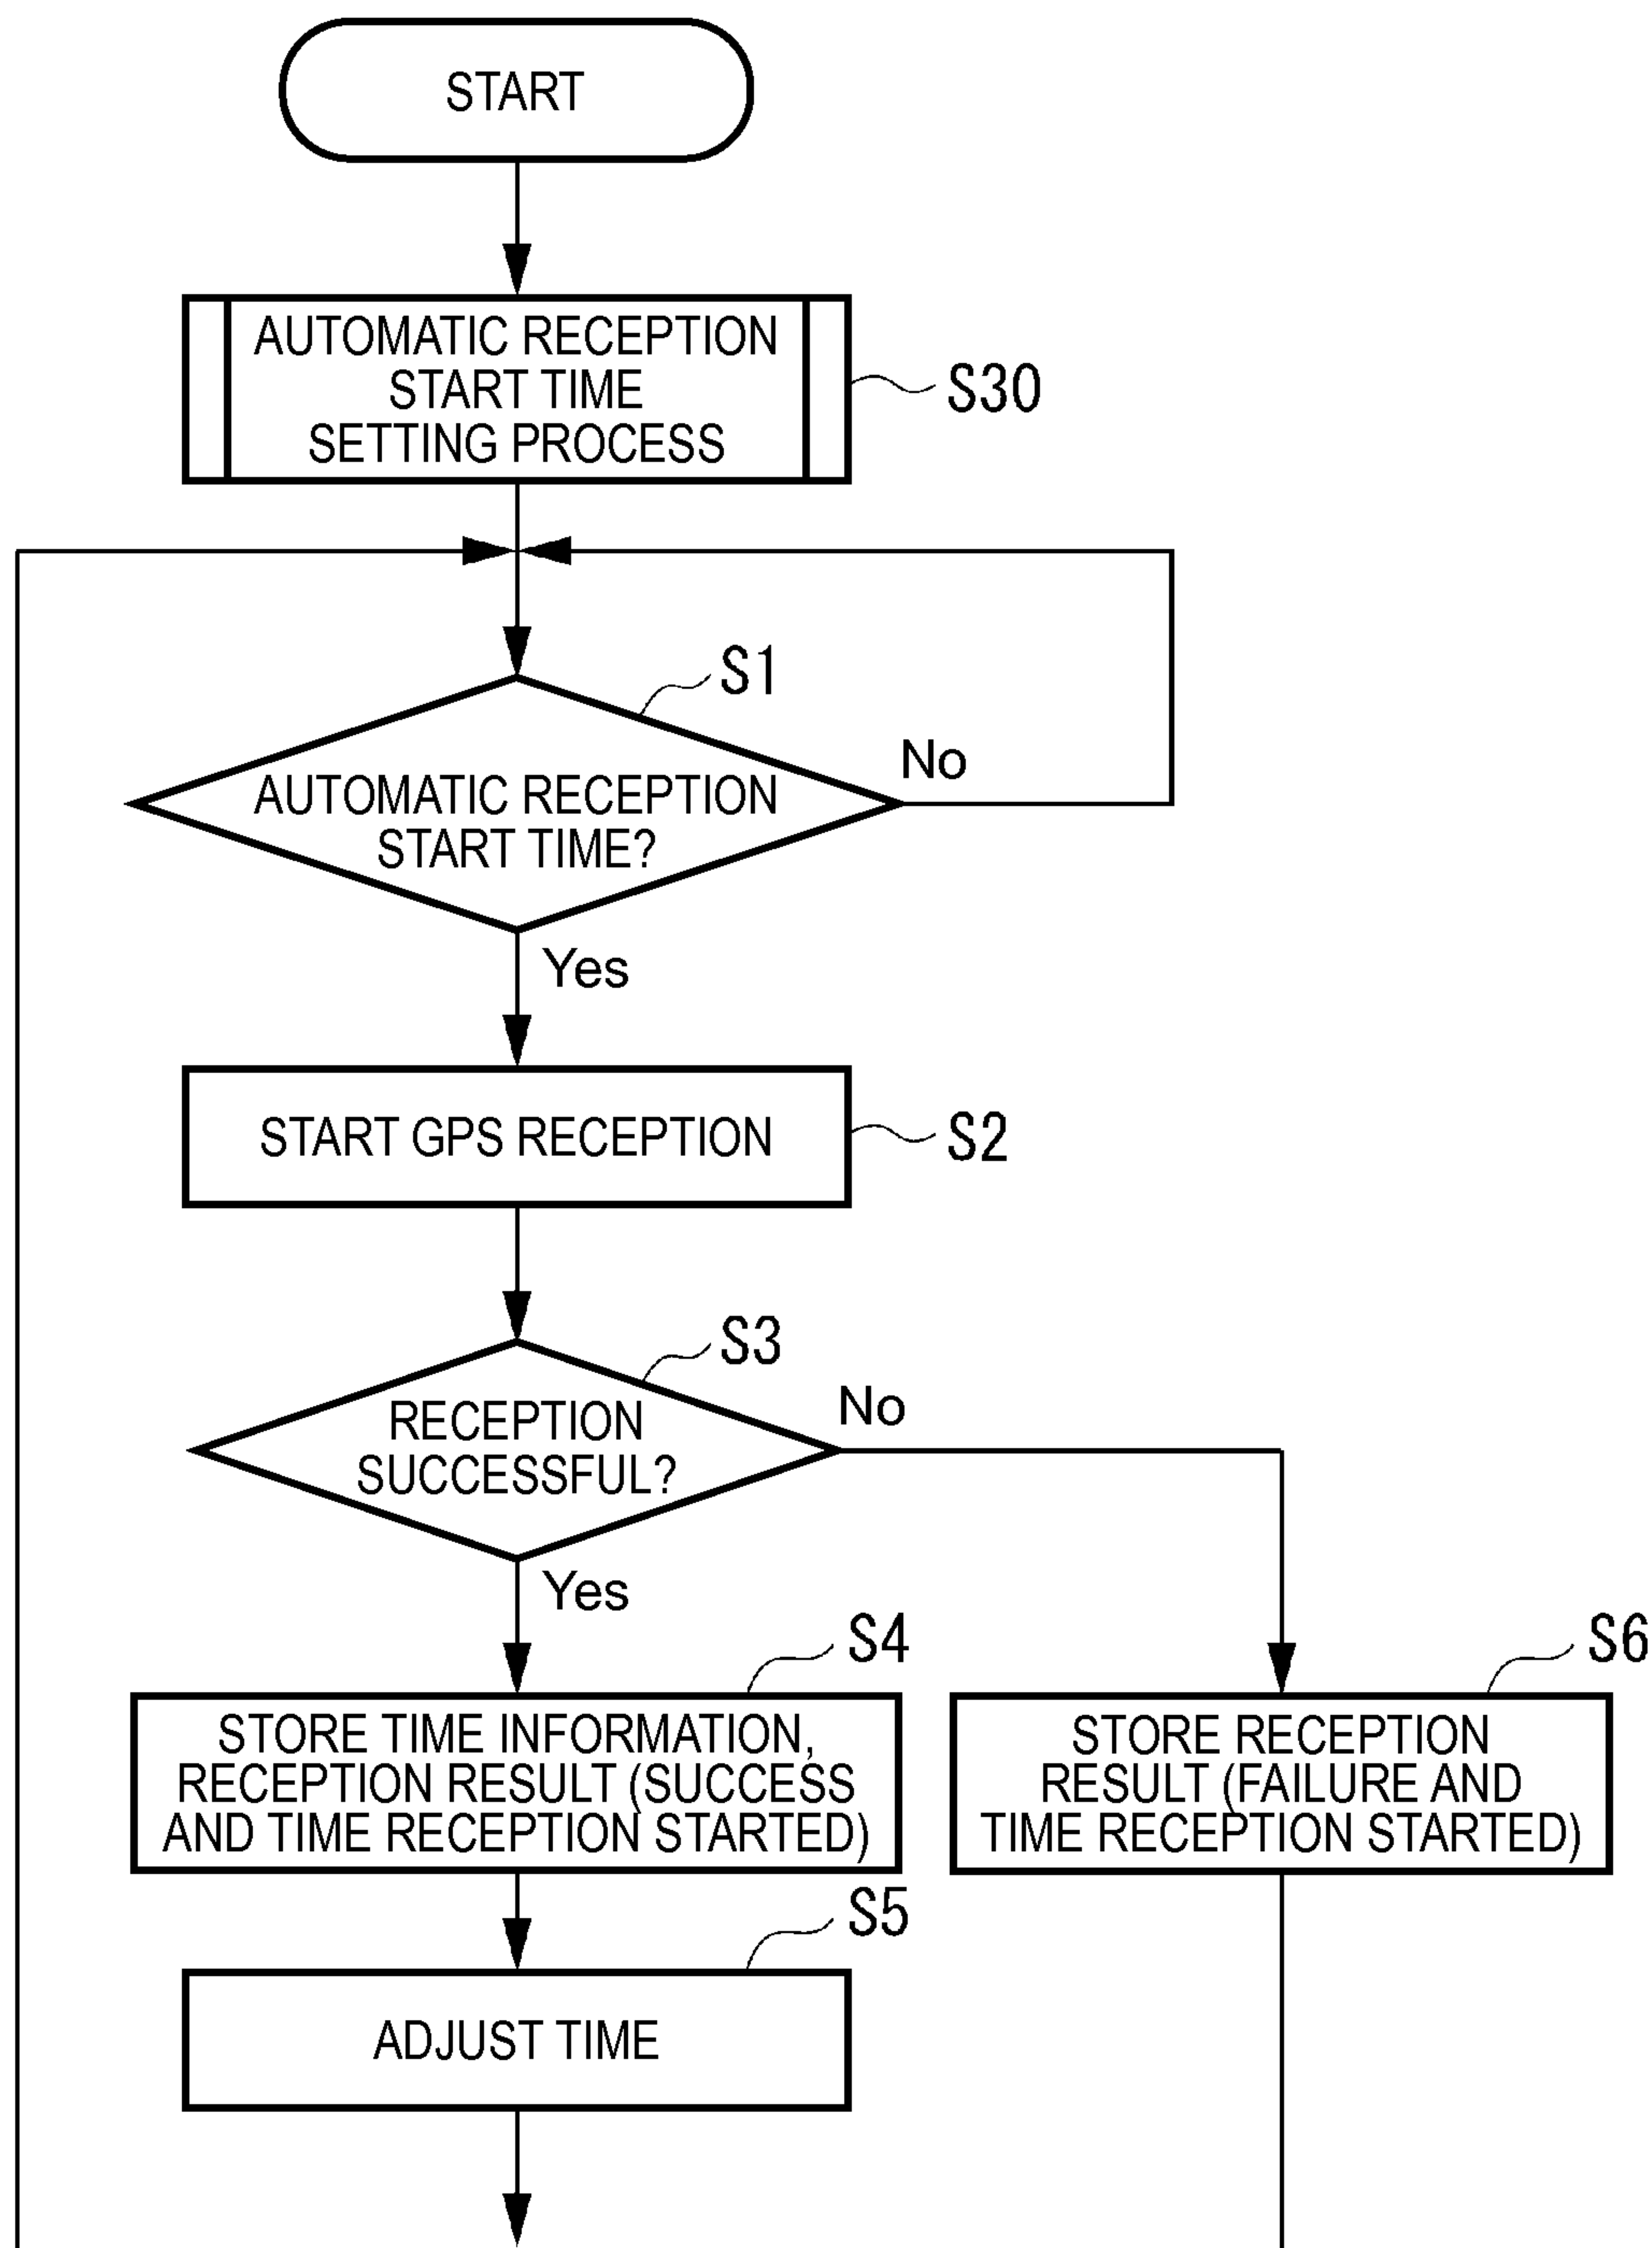 START
AUTOMATIC RECEPTION
START TIME
SETTING PROCESS
S30
S1
AUTOMATIC RECEPTION
START TIME?
No
Yes
START GPS RECEPTION
S2
S3
RECEPTION
SUCCESSFUL?
No
Yes
S4
STORE TIME INFORMATION,
RECEPTION RESULT (SUCCESS
AND TIME RECEPTION STARTED)
S6
STORE RECEPTION
RESULT (FAILURE AND
TIME RECEPTION STARTED)
S5
ADJUST TIME